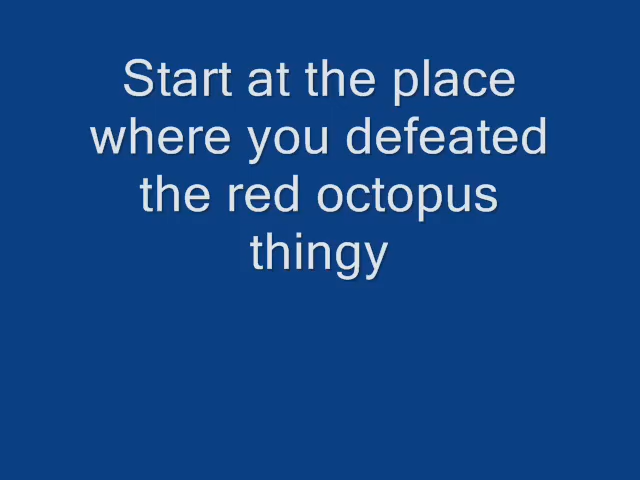 Start at the place
where you defeated
the red octopus
thingy